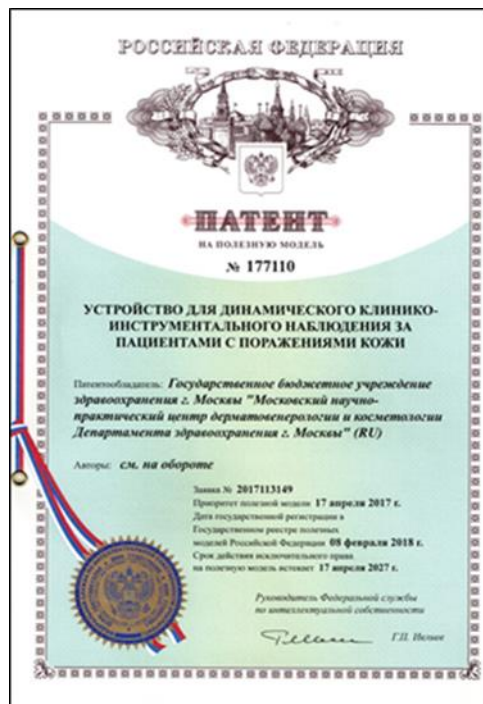 РОССИЙСКАЯ ФЕДЕРАЦИЯ
ПАТЕНТ
НА ПОЛЕЗНУЮ МОДЕЛЬ
№ 177110
УСТРОЙСТВО ДЛЯ ДИНАМИЧЕСКОГО КЛИНИКО-
ИНСТРУМЕНТАЛЬНОГО НАБЛЮДЕНИЯ ЗА
ПАЦИЕНТАМИ С ПОРАЖЕНИЯМИ КОЖИ
Патентообладатель: Государственное бюджетное учреждение
здравоохранения г. Москвы "Московский научно-
практический центр дерматовенерологии и косметологии
Департамента здравоохранения г. Москвы" (RU)
Авторы: см. на обороте
Заявка № 2017113149
Приоритет полезной модели 17 апреля 2017 г.
Дата государственной регистрации в
Государственном реестре полезных
моделей Российской Федерации 08 февраля 2018 г.
Срок действия исключительного права
на полезную модель истекает 17 апреля 2027 г.
Руководитель Федеральной службы
по интеллектуальной собственности
Г.П. Ивлиев